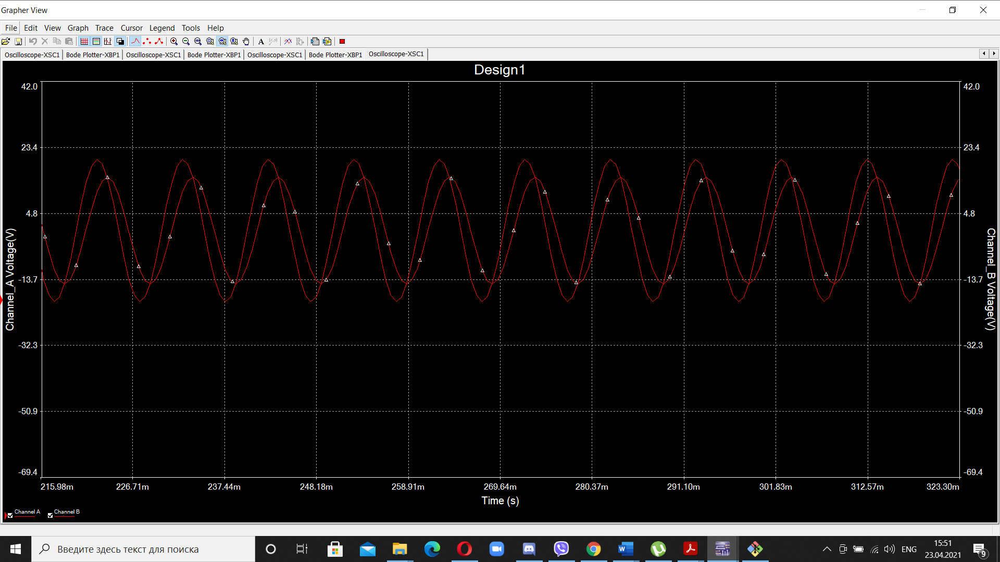 Grapher View
File Edit View Graph Trace Cursor Legend Tools Help
Oscilloscope-XSC1 Bode Plotter-XBP1 Oscilloscope-XSC1 Bode Plotter-XBP1 Oscilloscope-XSC1 Bode Plotter-XBP1 Oscilloscope-XSC1
Design1
42.0 42.0
23.4 23.4
4.8 4.8
-13.7 -13.7
-32.3 -32.3
-50.9 -50.9
-69.4 -69.4
Channel_A Voltage(V)
Channel_B Voltage(V)
215.98m 226.71m 237.44m 248.18m 258.91m 269.64m 280.37m 291.10m 301.83m 312.57m 323.30m
Time (s)
Channel A Channel B
Введите здесь текст для поиска
ENG
15:51
23.04.2021
9